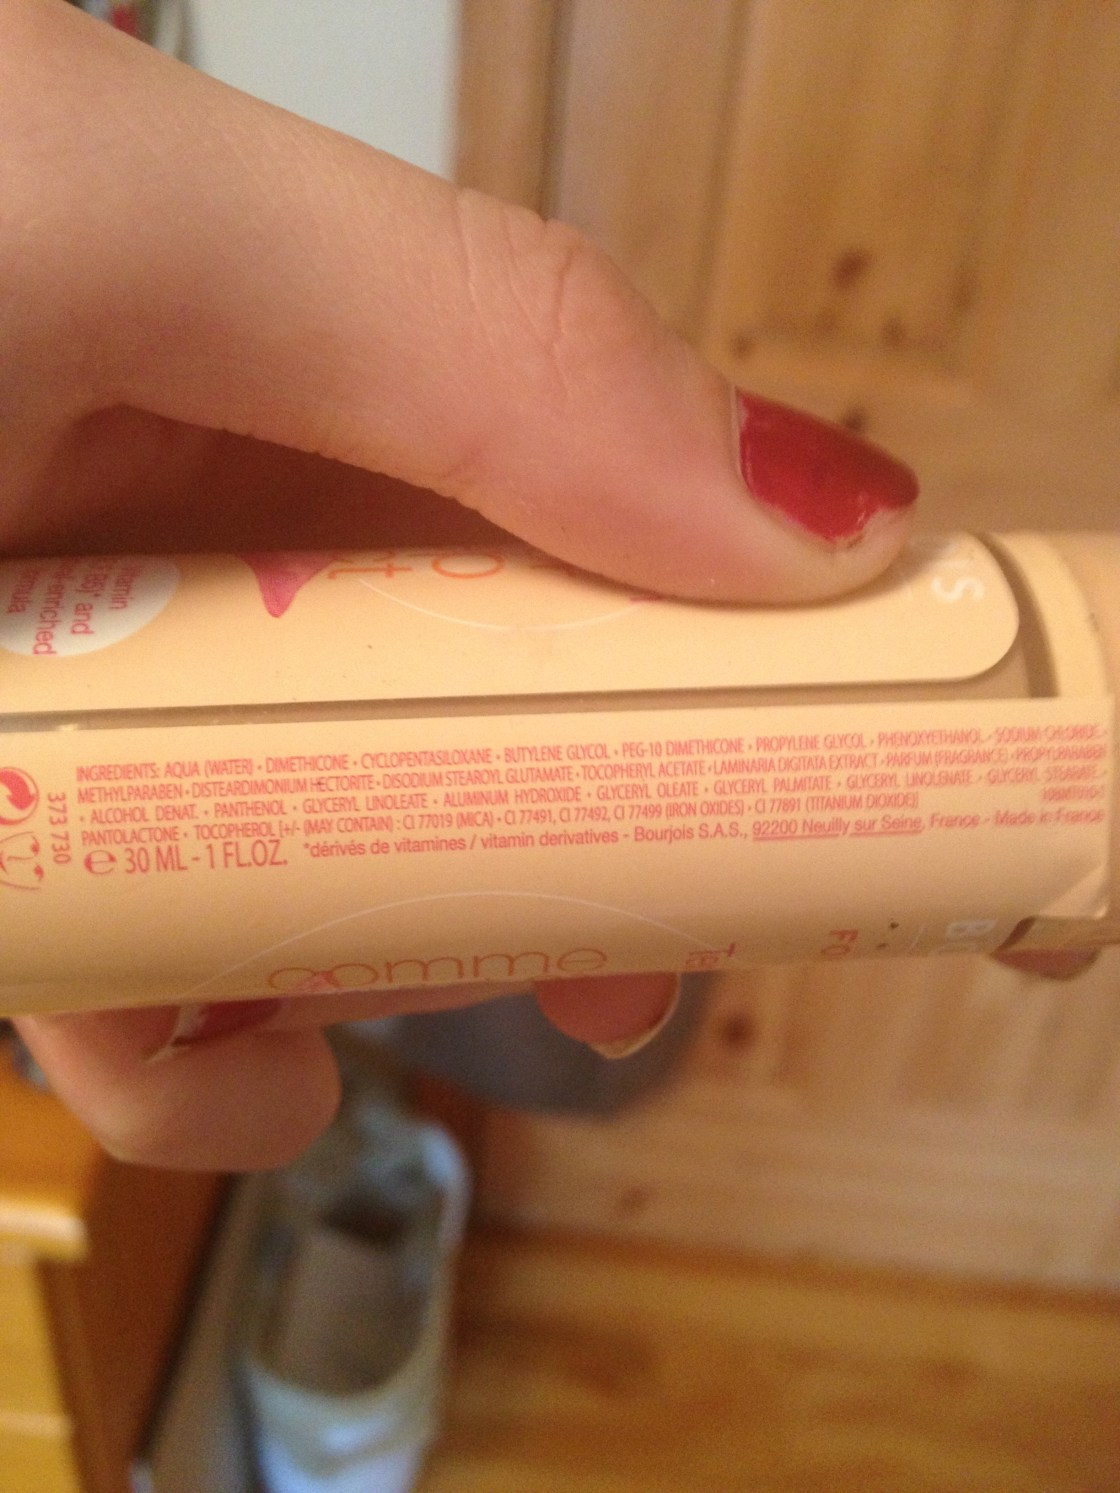 INGREDIENTS: AQUA (WATER) • DIMETHICONE • CYCLOPENTASILOXANE • BUTYLENE GLYCOL • PEG-10 DIMETHICONE • PROPYLENE GLYCOL • PHENOXYETHANOL • SODIUM CHLORIDE •
METHYLPARABEN • DISTEARDIMONIUM HECTORITE • DISODIUM STEAROYL GLUTAMATE • TOCOPHERYL ACETATE • LAMINARIA DIGITATA EXTRACT • PARFUM (FRAGRANCE) • PROPYLPARABEN
• ALCOHOL DENAT. • PANTHENOL • GLYCERYL LINOLEATE • ALUMINUM HYDROXIDE • GLYCERYL OLEATE • GLYCERYL PALMITATE • GLYCERYL LINOLENATE • GLYCERYL STEARATE •
PANTOLACTONE • TOCOPHEROL [+/- (MAY CONTAIN) : CI 77019 (MICA) • CI 77491, CI 77492, CI 77499 (IRON OXIDES) • CI 77891 (TITANIUM DIOXIDE)]
e 30 ML - 1 FL.OZ. *dérivés de vitamines / vitamin derivatives - Bourjois S.A.S., 92200 Neuilly sur Seine, France - Made in France
373 730
and
comme